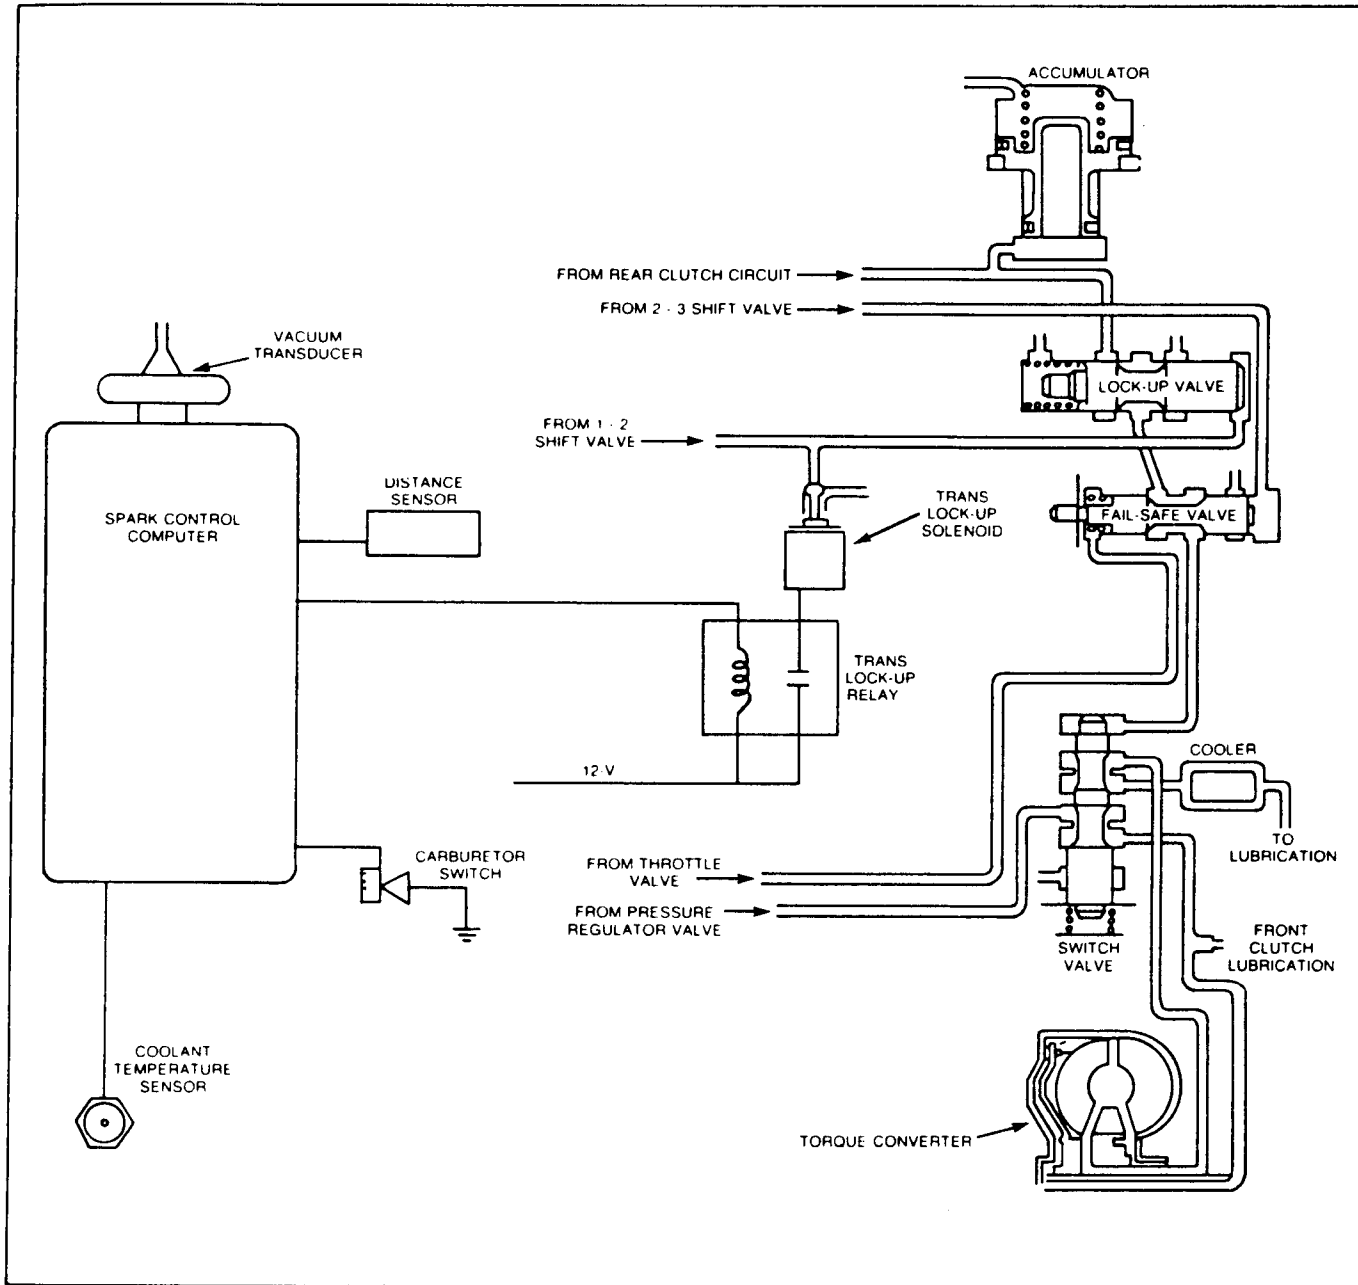 ACCUMULATOR
FROM REAR CLUTCH CIRCUIT
FROM 2 - 3 SHIFT VALVE
VACUUM
TRANSDUCER
LOCK-UP VALVE
FROM 1 - 2
SHIFT VALVE
DISTANCE
SENSOR
SPARK CONTROL
COMPUTER
TRANS
LOCK-UP
SOLENOID
FAIL-SAFE VALVE
TRANS
LOCK-UP
RELAY
12-V
COOLER
TO
LUBRICATION
CARBURETOR
SWITCH
FROM THROTTLE
VALVE
FROM PRESSURE
REGULATOR VALVE
SWITCH
VALVE
FRONT
CLUTCH
LUBRICATION
COOLANT
TEMPERATURE
SENSOR
TORQUE CONVERTER